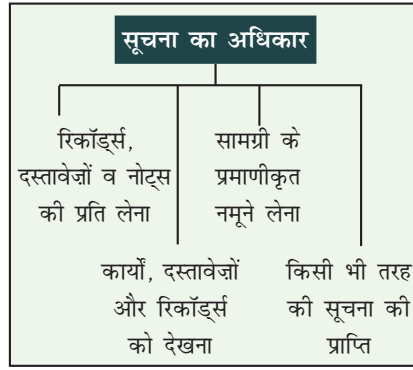 सूचना का अधिकार
रिकॉर्ड्स,
दस्तावेज़ों व नोट्स
की प्रति लेना
सामग्री के
प्रमाणीकृत
नमूने लेना
कार्यों, दस्तावेज़ों
और रिकॉर्ड्स
को देखना
किसी भी तरह
की सूचना की
प्राप्ति